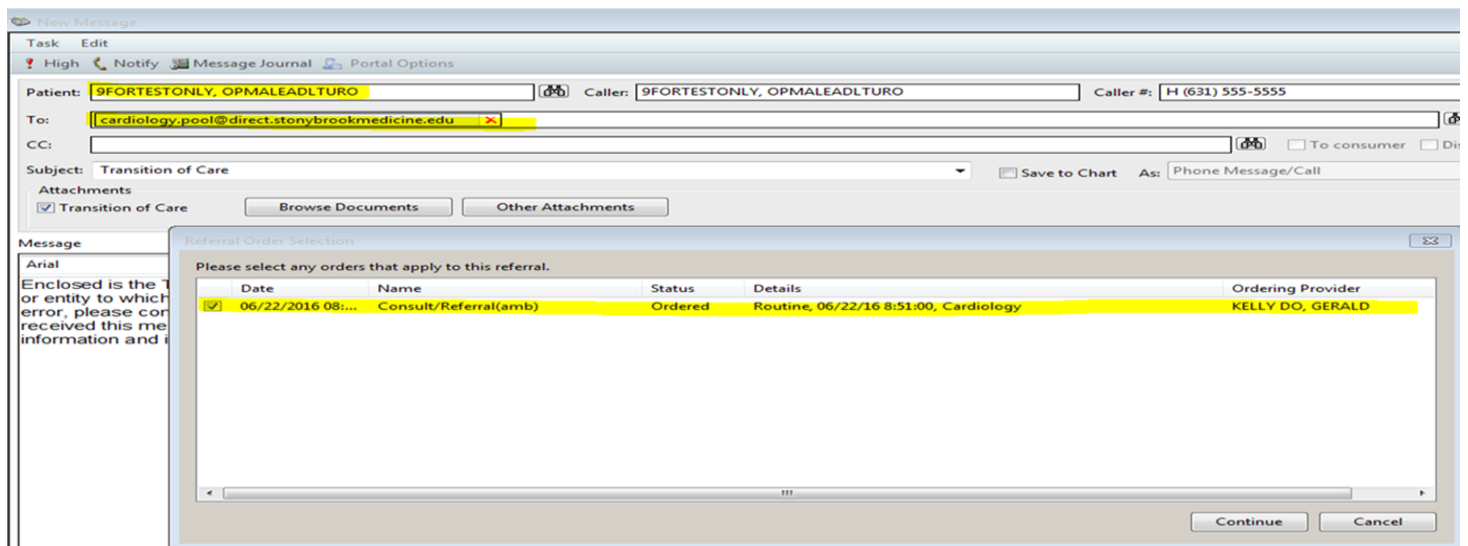 New Message
Task Edit
High Notify Message Journal Portal Options
Patient: 9FORTESTONLY, OPMALEADLTURO Caller: 9FORTESTONLY, OPMALEADLTURO Caller #: H (631) 555-5555
To: cardiology.pool@direct.stonybrookmedicine.edu
CC: To consumer Dis
Subject: Transition of Care Save to Chart As: Phone Message/Call
Attachments
Transition of Care Browse Documents Other Attachments
Message
Referral Order Selection
Arial
Please select any orders that apply to this referral.
Enclosed is the T
or entity to which
error, please con
received this me
information and i
Date Name Status Details Ordering Provider
06/22/2016 08:... Consult/Referral(amb) Ordered Routine, 06/22/16 8:51:00, Cardiology KELLY DO, GERALD
Continue Cancel